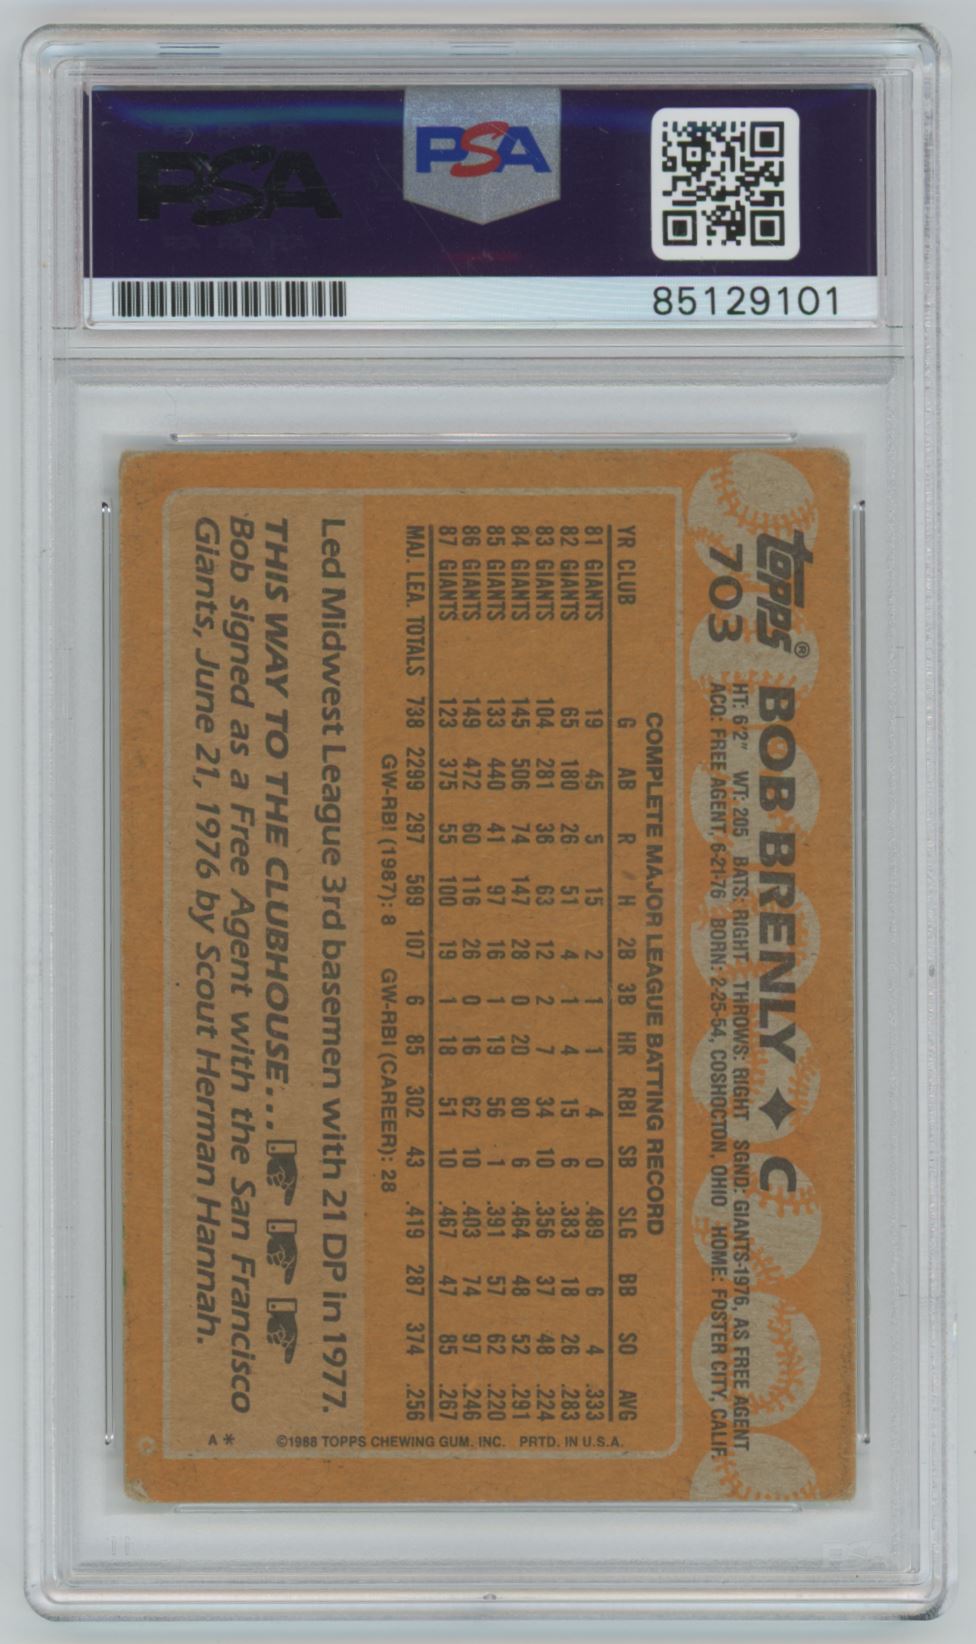 PSA
PSA
85129101
topps®
703
BOB BRENLY ✦ C
HT: 6'2" WT: 205 BATS: RIGHT THROWS: RIGHT SGND: GIANTS-1976, AS FREE AGENT
ACQ: FREE AGENT, 6-21-76 BORN: 2-25-54, COSHOCTON, OHIO HOME: FOSTER CITY, CALIF.
COMPLETE MAJOR LEAGUE BATTING RECORD
YR CLUB G AB R H 2B 3B HR RBI SB SLG BB SO AVG
81 GIANTS 19 45 5 15 2 1 1 4 0 .489 6 4 .333
82 GIANTS 65 180 26 51 4 1 4 15 6 .383 18 26 .283
83 GIANTS 104 281 36 63 12 2 7 34 10 .356 37 48 .224
84 GIANTS 145 506 74 147 28 0 20 80 6 .464 48 52 .291
85 GIANTS 133 440 41 97 16 1 19 56 1 .391 57 62 .220
86 GIANTS 149 472 60 116 26 0 16 62 10 .403 74 97 .246
87 GIANTS 123 375 55 100 19 1 18 51 10 .467 47 85 .267
MAJ. LEA. TOTALS 738 2299 297 589 107 6 85 302 43 .419 287 374 .256
GW-RBI (1987): 8 GW-RBI (CAREER): 28
Led Midwest League 3rd basemen with 21 DP in 1977.
THIS WAY TO THE CLUBHOUSE...
Bob signed as a Free Agent with the San Francisco
Giants, June 21, 1976 by Scout Herman Hannah.
A* ©1988 TOPPS CHEWING GUM. INC. PRTD. IN U.S.A.
PSA